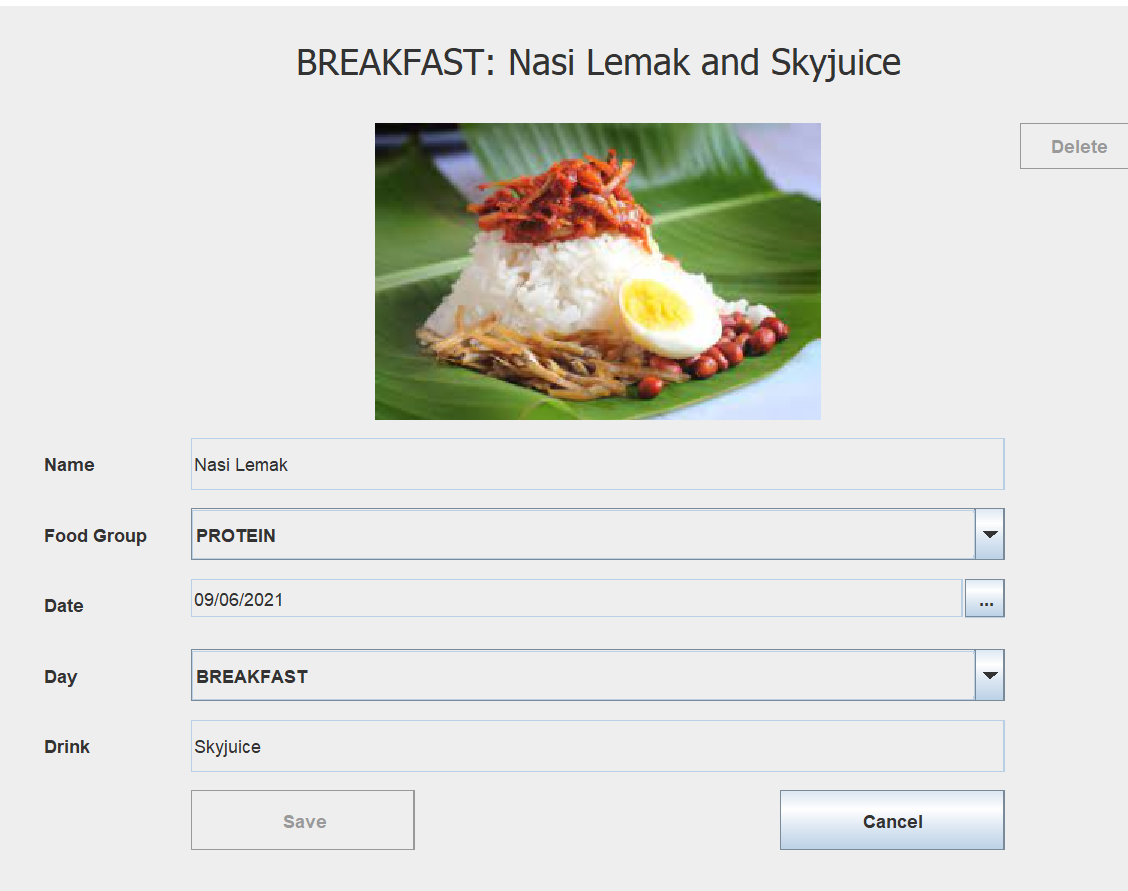 BREAKFAST: Nasi Lemak and Skyjuice
Delete
Name Nasi Lemak
Food Group PROTEIN
Date 09/06/2021 ...
Day BREAKFAST
Drink Skyjuice
Save Cancel